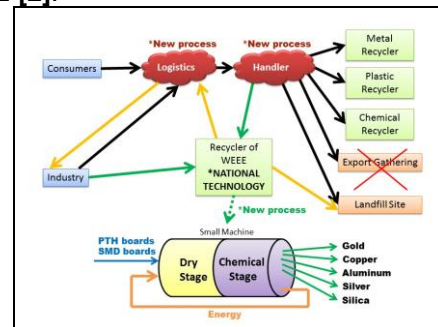 *New process
*New process
Consumers
Logistics
Handler
Metal
Recycler
Plastic
Recycler
Chemical
Recycler
Export Gathering
Landfill Site
Industry
Recycler of
WEEE
*NATIONAL
TECHNOLOGY
*New process
Small Machine
PTH boards
SMD boards
Dry
Stage
Chemical
Stage
Gold
Copper
Aluminum
Silver
Silica
Energy